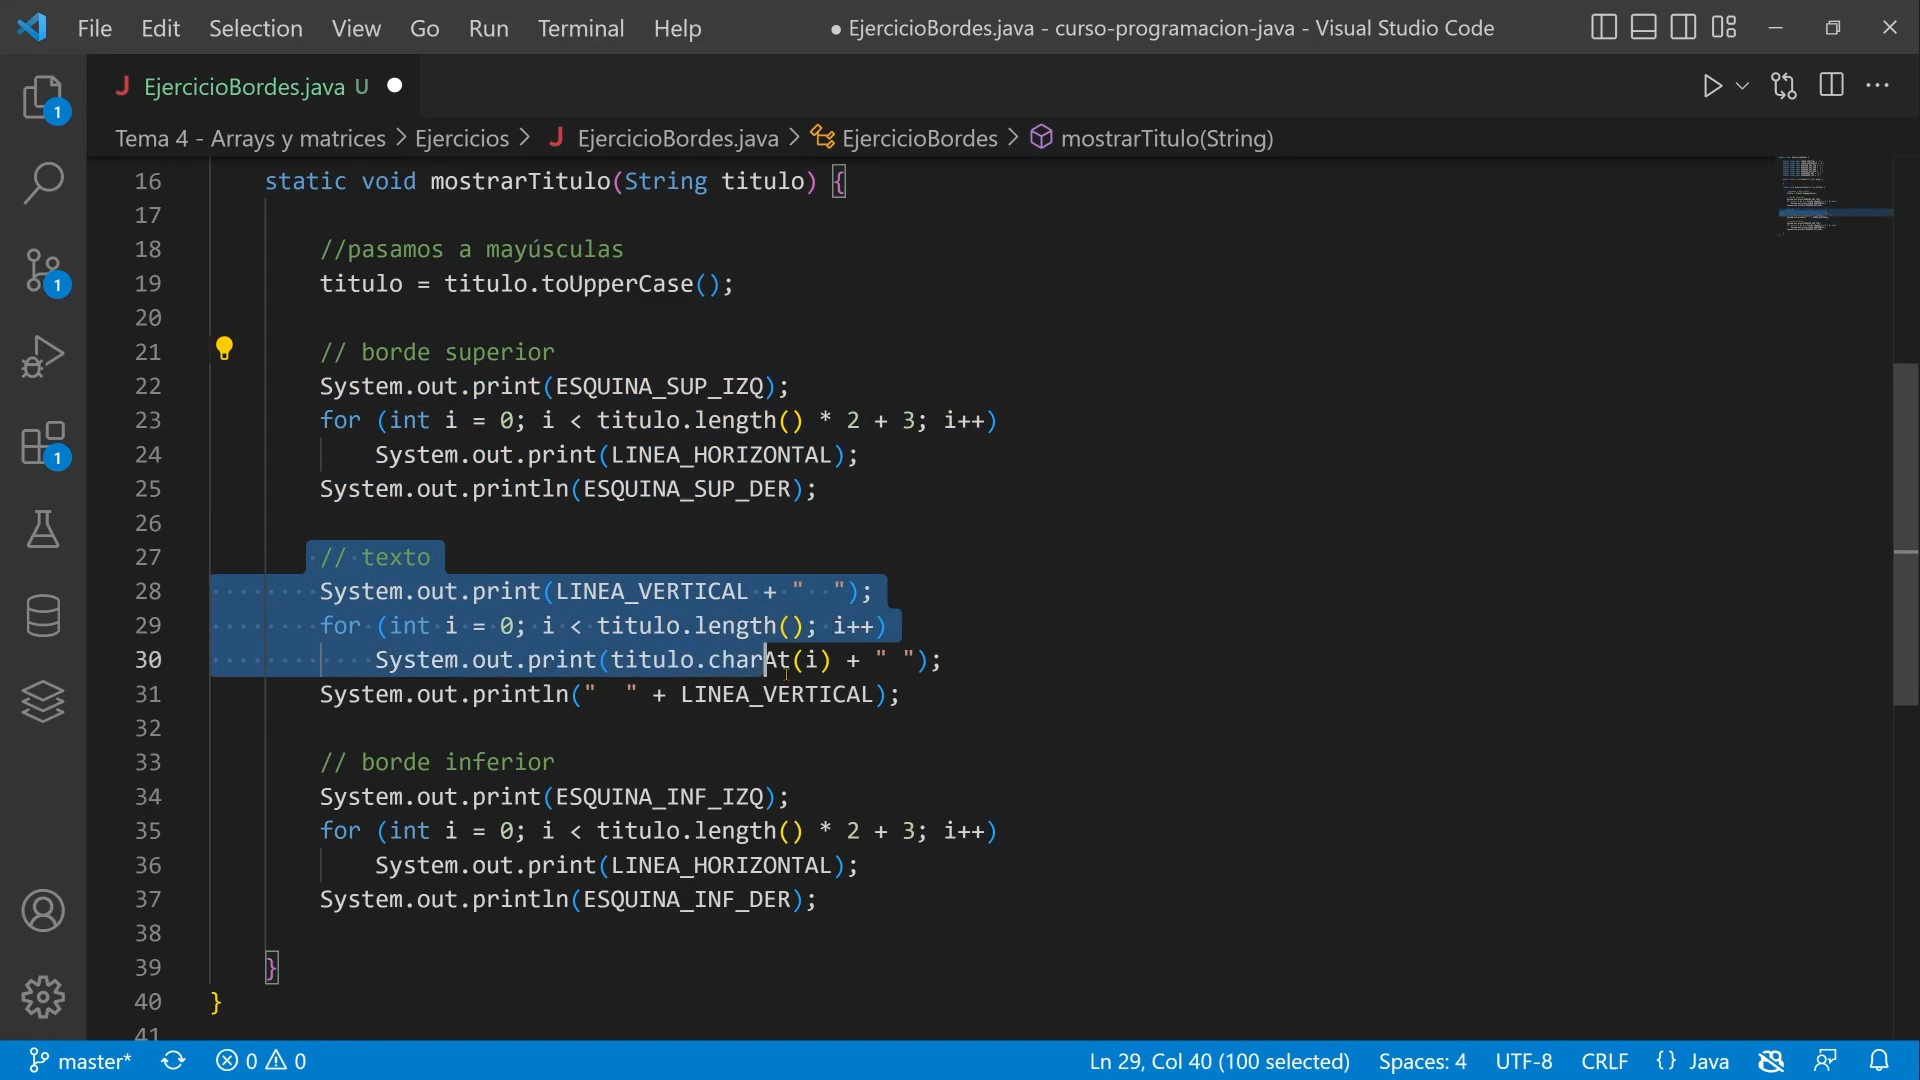 File Edit Selection View Go Run Terminal Help
● EjercicioBordes.java - curso-programacion-java - Visual Studio Code
EjercicioBordes.java U
Tema 4 - Arrays y matrices > Ejercicios > J EjercicioBordes.java > EjercicioBordes > mostrarTitulo(String)
1
1
1
16 static void mostrarTitulo(String titulo) {
17
18 //pasamos a mayúsculas
19 titulo = titulo.toUpperCase();
20
21 // borde superior
22 System.out.print(ESQUINA_SUP_IZQ);
23 for (int i = 0; i < titulo.length() * 2 + 3; i++)
24 System.out.print(LINEA_HORIZONTAL);
25 System.out.println(ESQUINA_SUP_DER);
26
27 // texto
28 System.out.print(LINEA_VERTICAL + "  ");
29 for (int i = 0; i < titulo.length(); i++)
30 System.out.print(titulo.charAt(i) + " ");
31 System.out.println("  " + LINEA_VERTICAL);
32
33 // borde inferior
34 System.out.print(ESQUINA_INF_IZQ);
35 for (int i = 0; i < titulo.length() * 2 + 3; i++)
36 System.out.print(LINEA_HORIZONTAL);
37 System.out.println(ESQUINA_INF_DER);
38
39 }
40 }
41
master* 0 0 Ln 29, Col 40 (100 selected) Spaces: 4 UTF-8 CRLF {} Java